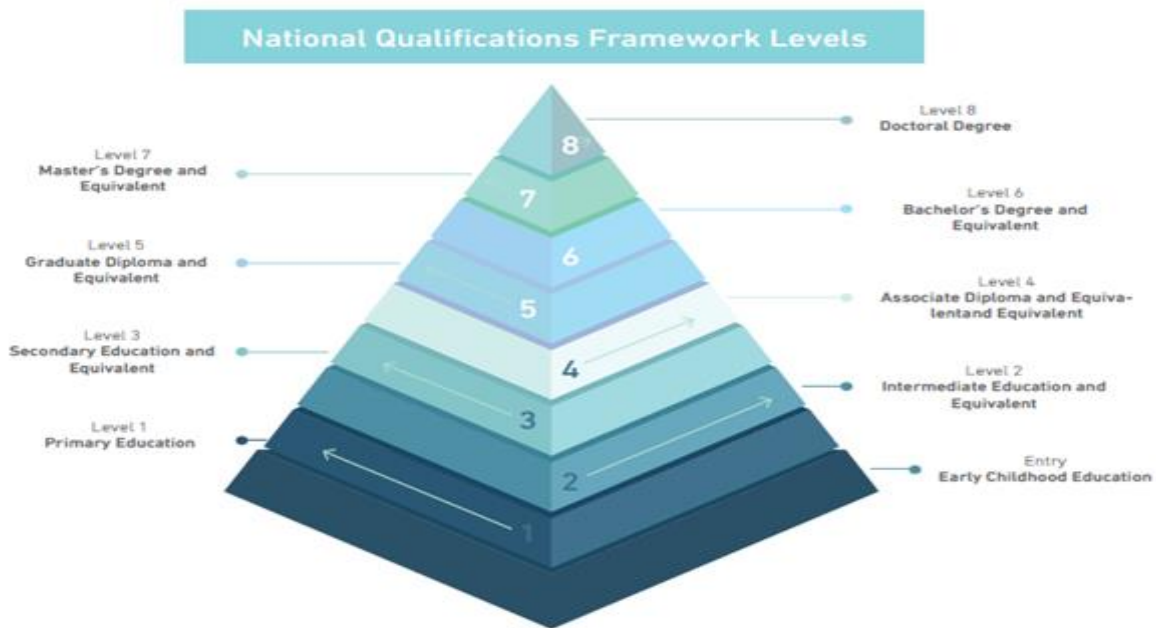 National Qualifications Framework Levels
Level 8
Doctoral Degree
Level 7
Master's Degree and
Equivalent
Level 6
Bachelor's Degree and
Equivalent
Level 5
Graduate Diploma and
Equivalent
Level 4
Associate Diploma and Equiva-
lentand Equivalent
Level 3
Secondary Education and
Equivalent
Level 2
Intermediate Education and
Equivalent
Level 1
Primary Education
Entry
Early Childhood Education
8
7
6
5
4
3
2
1